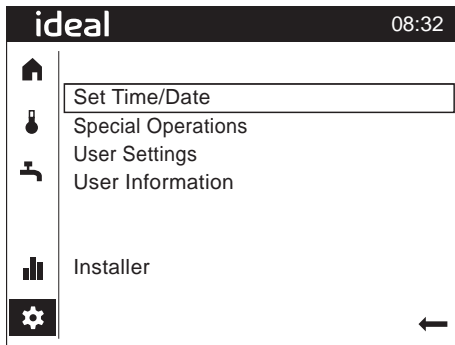 ideal 08:32
Set Time/Date
Special Operations
User Settings
User Information
Installer